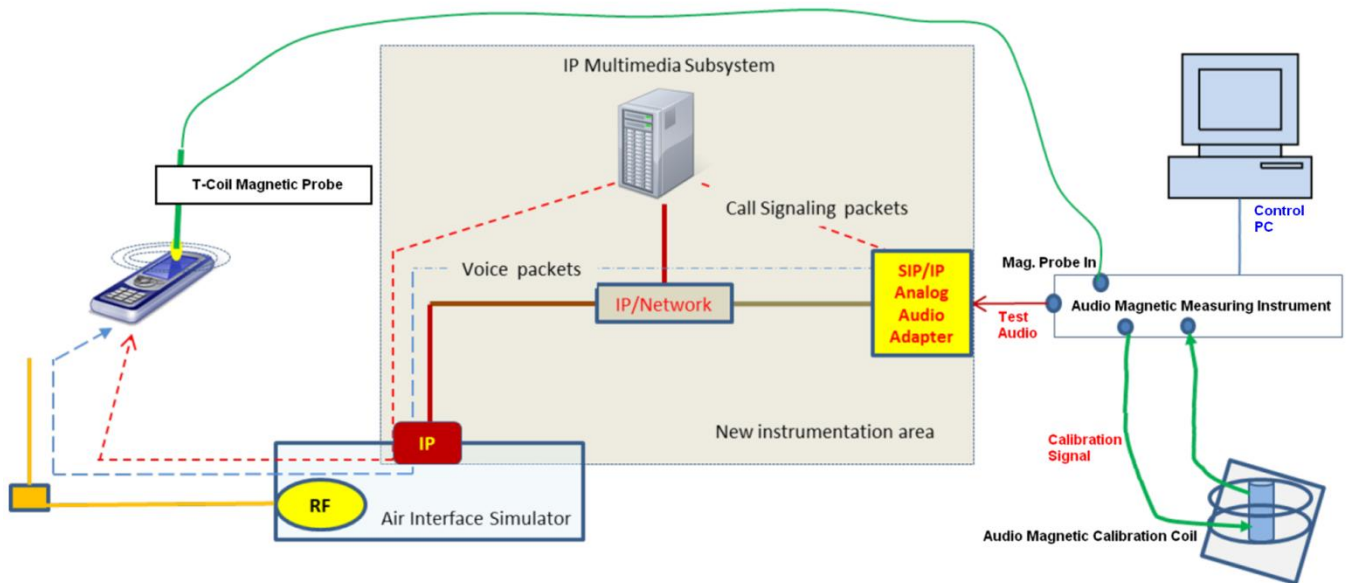 IP Multimedia Subsystem
T-Coil Magnetic Probe
Call Signaling packets
Control
PC
Voice packets
SIP/IP
Analog
Audio
Adapter
Mag. Probe In
IP/Network
Test
Audio
Audio Magnetic Measuring Instrument
IP
New instrumentation area
Calibration
Signal
RF
Air Interface Simulator
Audio Magnetic Calibration Coil